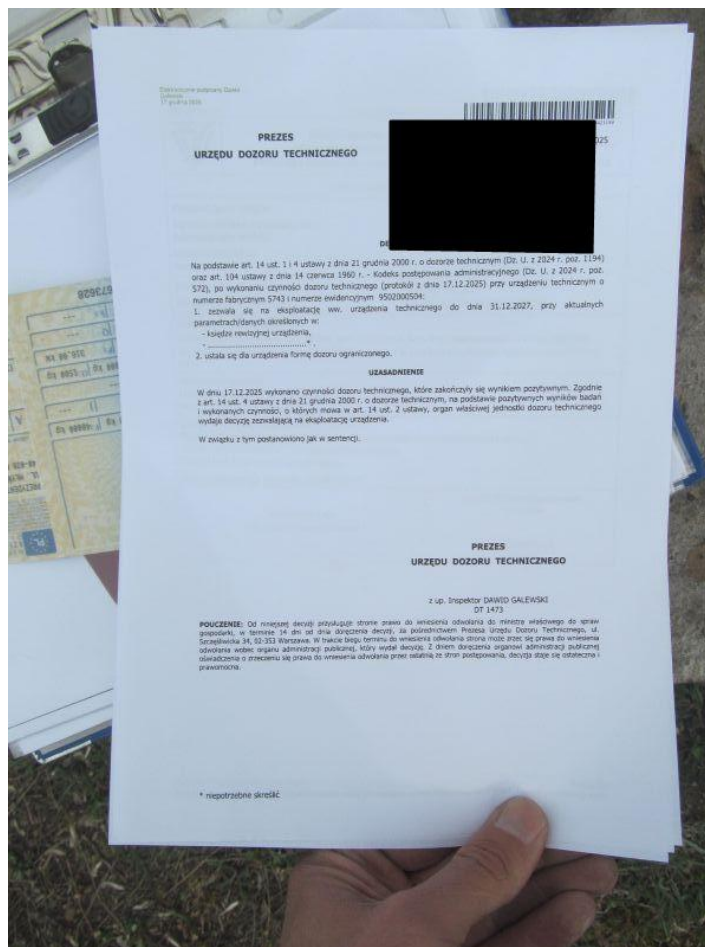 Elektronicznie podpisany Dawid
Galewski
17 grudnia 2025
025
PREZES
URZĘDU DOZORU TECHNICZNEGO
DE
Na podstawie art. 14 ust. 1 i 4 ustawy z dnia 21 grudnia 2000 r. o dozorze technicznym (Dz. U. z 2024 r. poz. 1194)
oraz art. 104 ustawy z dnia 14 czerwca 1960 r. - Kodeks postępowania administracyjnego (Dz. U. z 2024 r. poz.
572), po wykonaniu czynności dozoru technicznego (protokół z dnia 17.12.2025) przy urządzeniu technicznym o
numerze fabrycznym 5743 i numerze ewidencyjnym 9502000504:
1. zezwala się na eksploatację ww. urządzenia technicznego do dnia 31.12.2027, przy aktualnych
parametrach/danych określonych w:
- księdze rewizyjnej urządzenia,
- ......................................* ,
2. ustala się dla urządzenia formę dozoru ograniczonego.
UZASADNIENIE
W dniu 17.12.2025 wykonano czynności dozoru technicznego, które zakończyły się wynikiem pozytywnym. Zgodnie
z art. 14 ust. 4 ustawy z dnia 21 grudnia 2000 r. o dozorze technicznym, na podstawie pozytywnych wyników badań
i wykonanych czynności, o których mowa w art. 14 ust. 2 ustawy, organ właściwej jednostki dozoru technicznego
wydaje decyzję zezwalającą na eksploatację urządzenia.
W związku z tym postanowiono jak w sentencji.
PREZES
URZĘDU DOZORU TECHNICZNEGO
z up. Inspektor DAWID GALEWSKI
DT 1473
POUCZENIE: Od niniejszej decyzji przysługuje stronie prawo do wniesienia odwołania do ministra właściwego do spraw
gospodarki, w terminie 14 dni od dnia doręczenia decyzji, za pośrednictwem Prezesa Urzędu Dozoru Technicznego, ul.
Szczęśliwicka 34, 02-353 Warszawa. W trakcie biegu terminu do wniesienia odwołania strona może zrzec się prawa do wniesienia
odwołania wobec organu administracji publicznej, który wydał decyzję. Z dniem doręczenia organowi administracji publicznej
oświadczenia o zrzeczeniu się prawa do wniesienia odwołania przez ostatnią ze stron postępowania, decyzja staje się ostateczna i
prawomocna.
* niepotrzebne skreślić